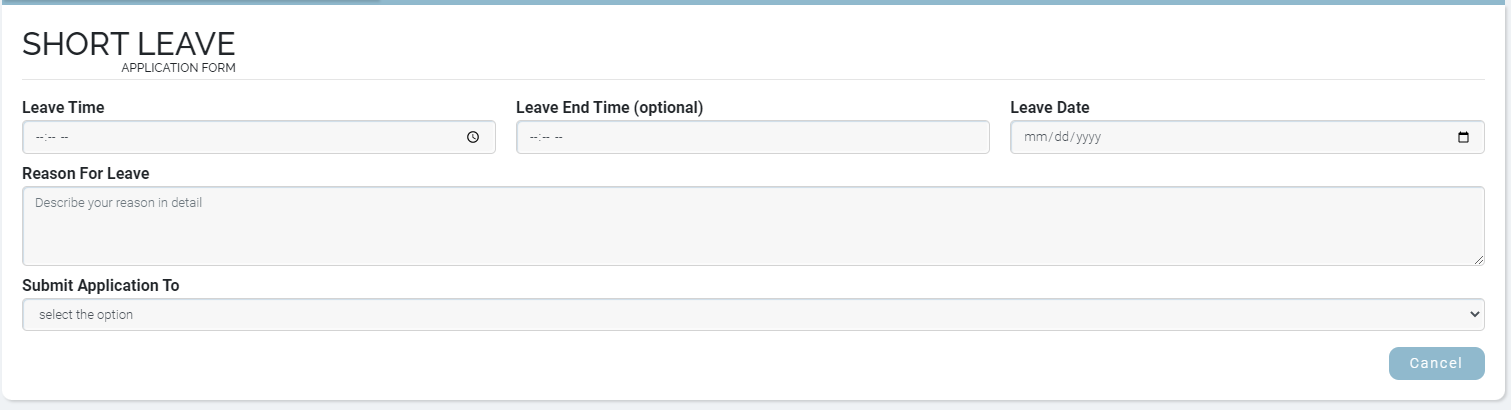 SHORT LEAVE
APPLICATION FORM
Leave Time
Leave End Time (optional)
Leave Date
--:-- --
--:-- --
mm/dd/yyyy
Reason For Leave
Describe your reason in detail
Submit Application To
select the option
Cancel